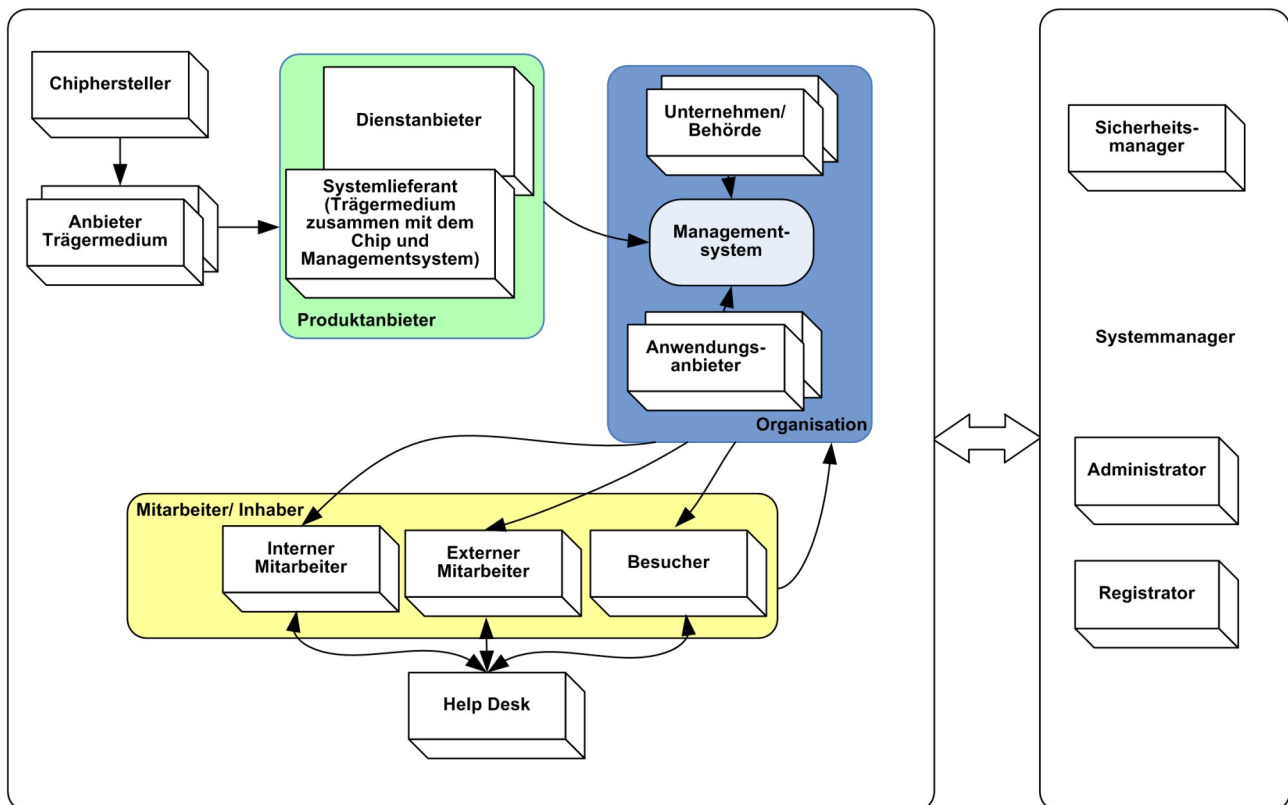 Chiphersteller
Anbieter
Trägermedium
Dienstanbieter
Systemlieferant
(Trägermedium
zusammen mit dem
Chip und
Managementsystem)
Produktanbieter
Unternehmen/
Behörde
Management-
system
Anwendungs-
anbieter
Organisation
Mitarbeiter/ Inhaber
Interner
Mitarbeiter
Externer
Mitarbeiter
Besucher
Help Desk
Sicherheits-
manager
Systemmanager
Administrator
Registrator